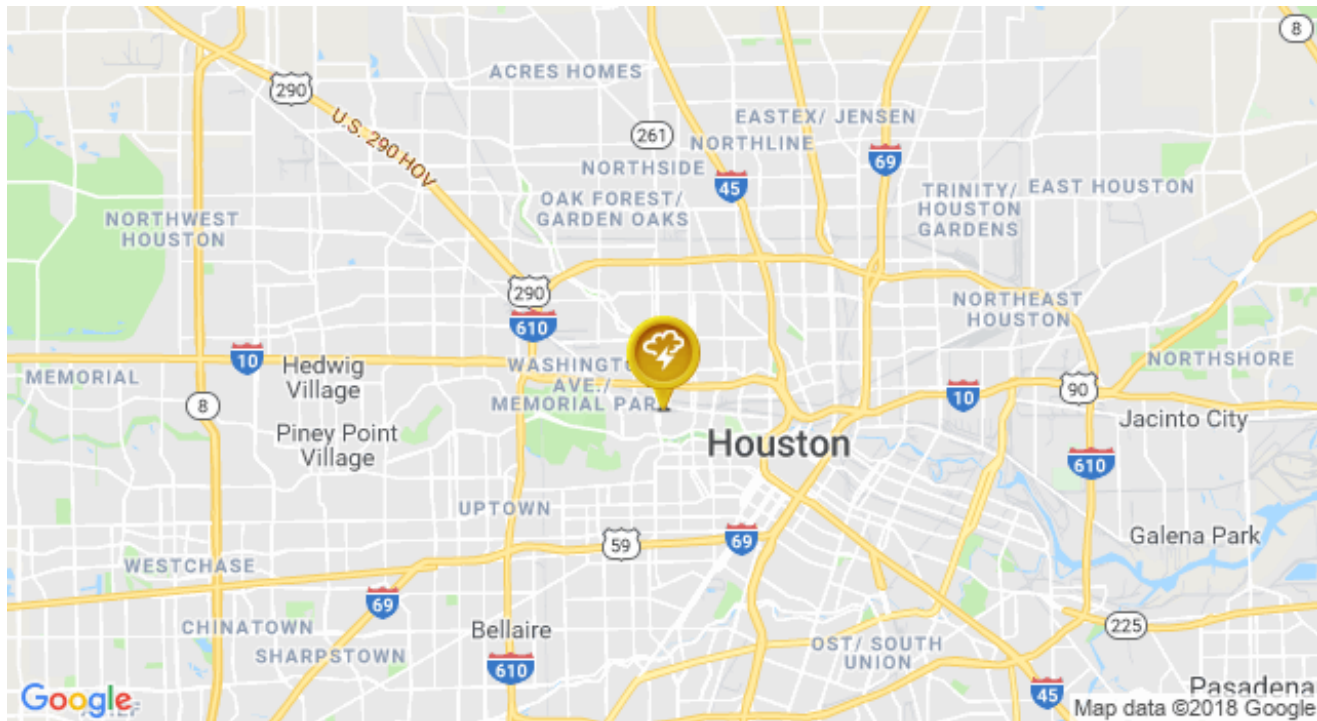 8
ACRES HOMES
290
U.S. 290 HOV
EASTEX/ JENSEN
261
NORTHLINE
69
NORTHSIDE
45
TRINITY/
HOUSTON
GARDENS
EAST HOUSTON
OAK FOREST/
GARDEN OAKS
NORTHWEST
HOUSTON
290
610
NORTHEAST
HOUSTON
10
Hedwig
Village
WASHINGTO
AVE./
MEMORIAL PAR
NORTHSHORE
MEMORIAL
90
10
8
Jacinto City
Piney Point
Village
Houston
610
UPTOWN
59
69
Galena Park
WESTCHASE
69
CHINATOWN
SHARPSTOWN
Bellaire
225
OST/ SOUTH
UNION
610
45
Pasadena
Google
Map data ©2018 Google